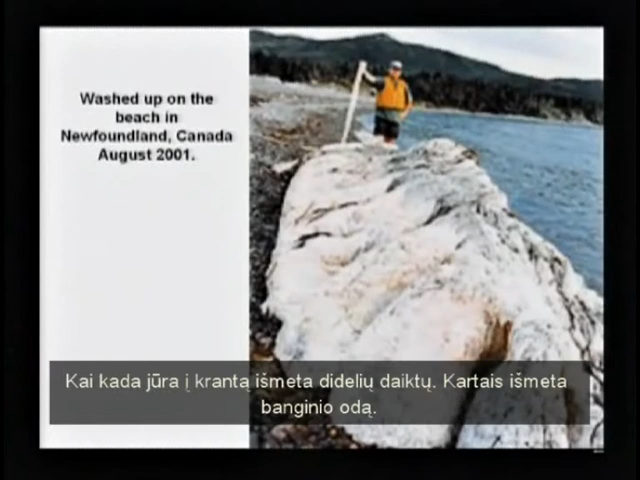 Washed up on the
beach in
Newfoundland, Canada
August 2001.
Kai kada jūra į krantą išmeta didelių daiktų. Kartais išmeta
banginio odą.